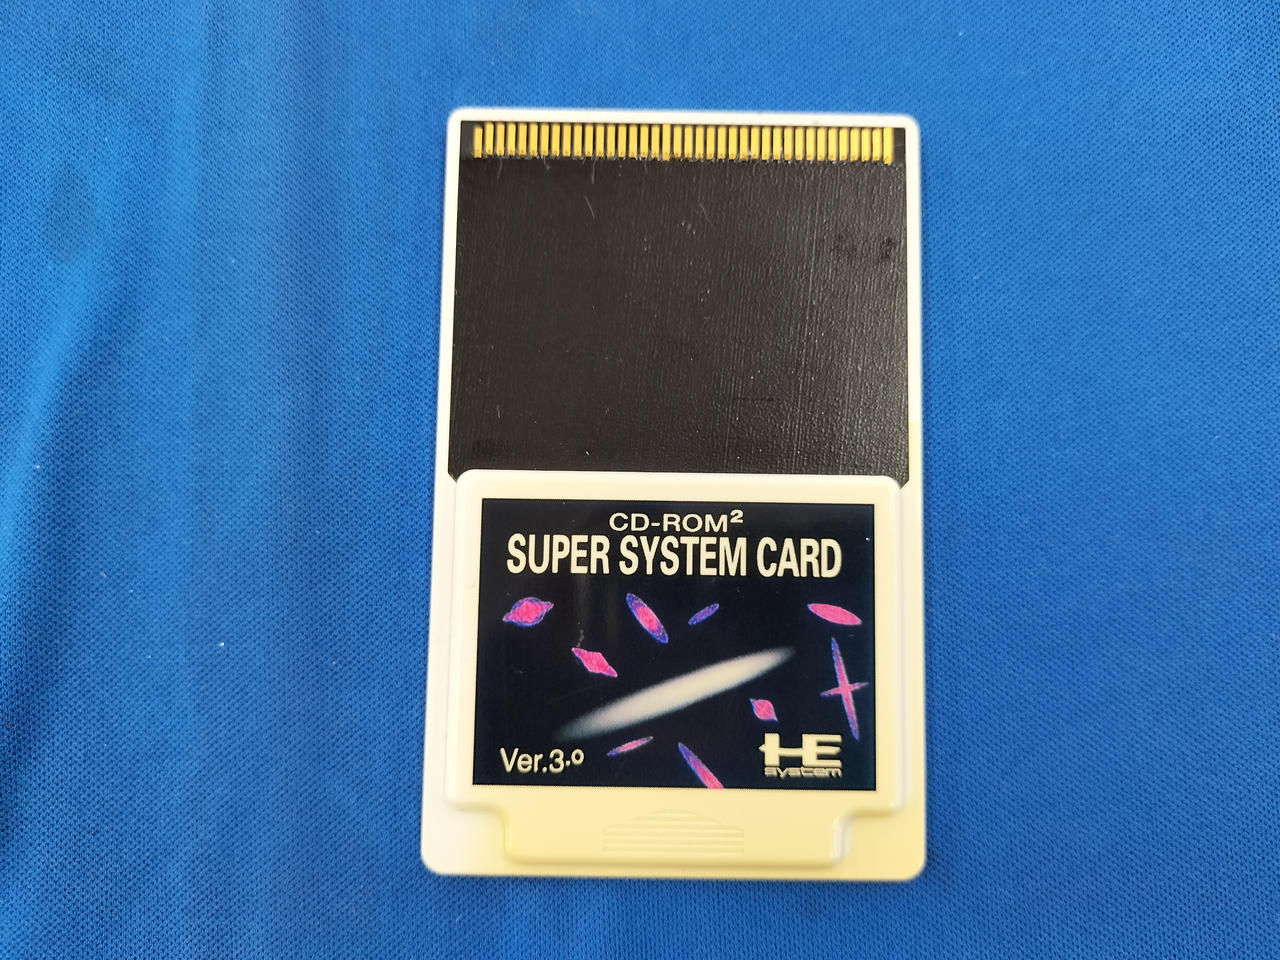 CD-ROM²
SUPER SYSTEM CARD
Ver.3.0
HE
system